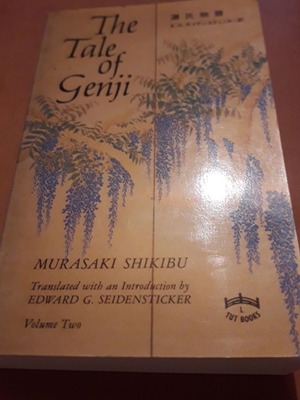 The
Tale
of
Genji
源氏物語
MURASAKI SHIKIBU
Translated with an Introduction by
EDWARD G. SEIDENSTICKER
Volume Two
L
TUT BOOKS